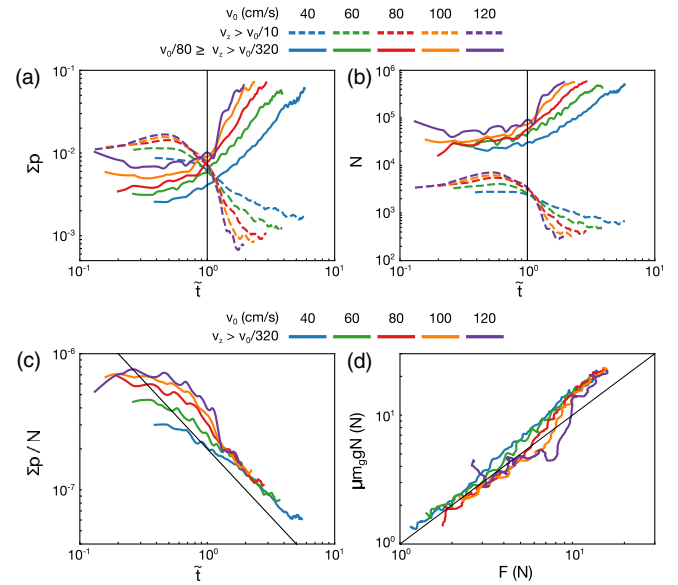 v₀ (cm/s) 40 60 80 100 120
v_z > v₀/10
v₀/80 ≥ v_z > v₀/320
(a) (b)
10⁻¹ 10⁶
10⁵
10⁻² 10⁴
Σp N
10³
10⁻³ 10²
10⁻¹ 10⁰ 10¹ 10⁻¹ 10⁰ 10¹
t̃ t̃
v₀ (cm/s) 40 60 80 100 120
v_z > v₀/320
(c) (d)
10⁻⁶
10¹
Σp / N μm_ggN (N)
10⁻⁷
10⁰
10⁻¹ 10⁰ 10¹ 10⁰ 10¹
t̃ F (N)